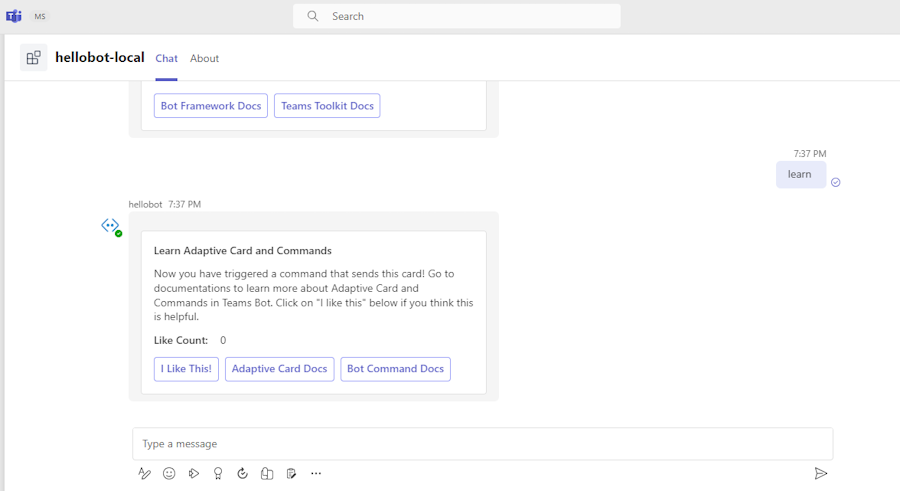 MS
Search
hellobot-local Chat About
Bot Framework Docs Teams Toolkit Docs
7:37 PM
learn
hellobot 7:37 PM
Learn Adaptive Card and Commands
Now you have triggered a command that sends this card! Go to
documentations to learn more about Adaptive Card and
Commands in Teams Bot. Click on "I like this" below if you think this
is helpful.
Like Count: 0
I Like This! Adaptive Card Docs Bot Command Docs
Type a message